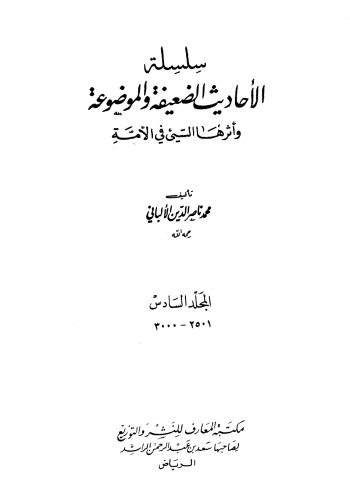 سلسلة
الأحاديث الضعيفة والموضوعة
وأثرها السيئ في الأمة
تأليف
محمد ناصر الدين الألباني
رحمه الله
المجلد السادس
٢٥٠١ - ٣٠٠٠
مكتبة المعارف للنشر والتوزيع
لصاحبها سعد بن عبد الرحمن الراشد
الرياض